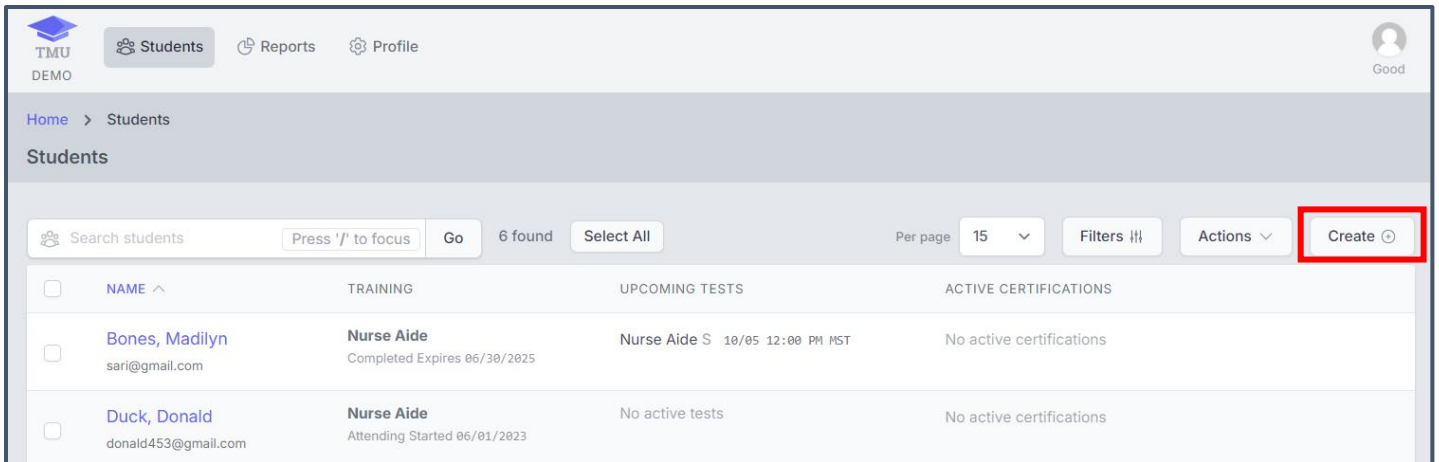 TMU
DEMO
Students
Reports
Profile
Good
Home > Students
Students
Search students Press '/' to focus Go 6 found Select All Per page 15 Filters Actions Create
NAME TRAINING UPCOMING TESTS ACTIVE CERTIFICATIONS
Bones, Madilyn Nurse Aide Nurse Aide S 10/05 12:00 PM MST No active certifications
sari@gmail.com Completed Expires 06/30/2025
Duck, Donald Nurse Aide No active tests No active certifications
donald453@gmail.com Attending Started 06/01/2023